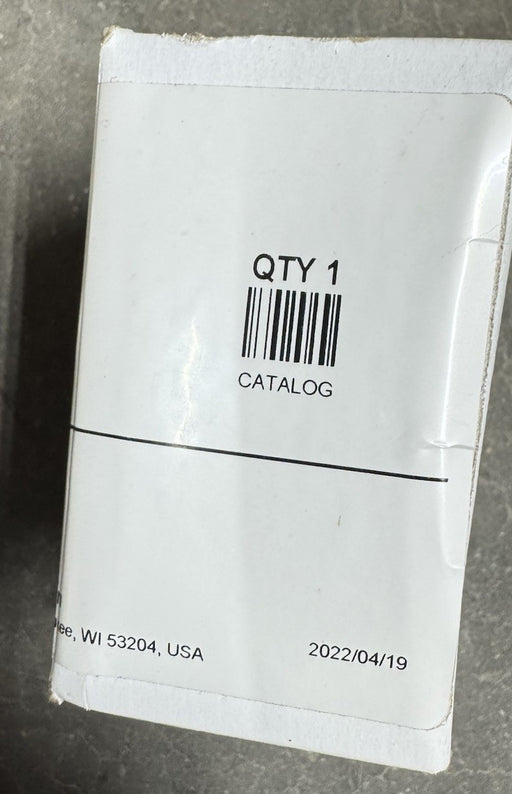 QTY 1
CATALOG
ee, WI 53204, USA
2022/04/19